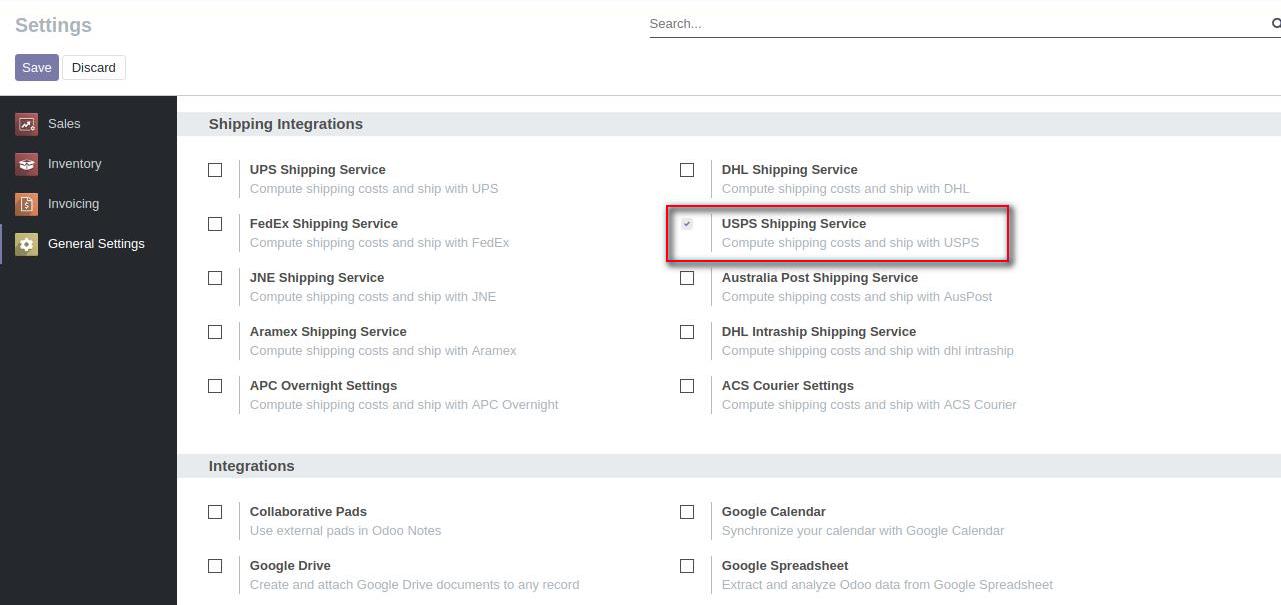 Settings
Search...
Save Discard
Sales
Inventory
Invoicing
General Settings
Shipping Integrations
UPS Shipping Service
Compute shipping costs and ship with UPS
DHL Shipping Service
Compute shipping costs and ship with DHL
FedEx Shipping Service
Compute shipping costs and ship with FedEx
USPS Shipping Service
Compute shipping costs and ship with USPS
JNE Shipping Service
Compute shipping costs and ship with JNE
Australia Post Shipping Service
Compute shipping costs and ship with AusPost
Aramex Shipping Service
Compute shipping costs and ship with Aramex
DHL Intraship Shipping Service
Compute shipping costs and ship with dhl intraship
APC Overnight Settings
Compute shipping costs and ship with APC Overnight
ACS Courier Settings
Compute shipping costs and ship with ACS Courier
Integrations
Collaborative Pads
Use external pads in Odoo Notes
Google Calendar
Synchronize your calendar with Google Calendar
Google Drive
Create and attach Google Drive documents to any record
Google Spreadsheet
Extract and analyze Odoo data from Google Spreadsheet